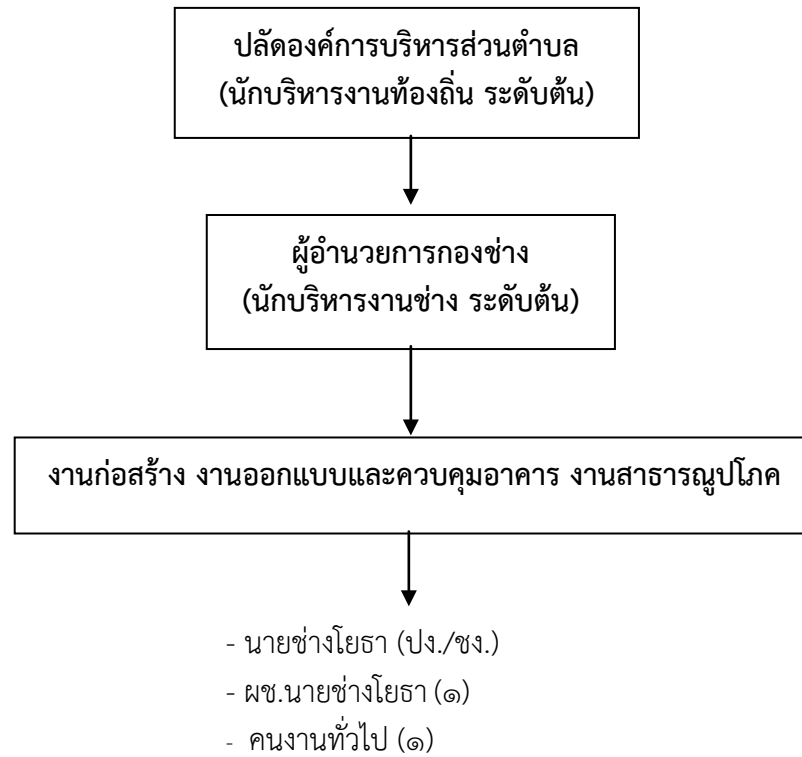 ปลัดองค์การบริหารส่วนตำบล
(นักบริหารงานท้องถิ่น ระดับต้น)
ผู้อำนวยการกองช่าง
(นักบริหารงานช่าง ระดับต้น)
งานก่อสร้าง งานออกแบบและควบคุมอาคาร งานสาธารณูปโภค
- นายช่างโยธา (ปง./ชง.)
- ผช.นายช่างโยธา (๑)
- คนงานทั่วไป (๑)